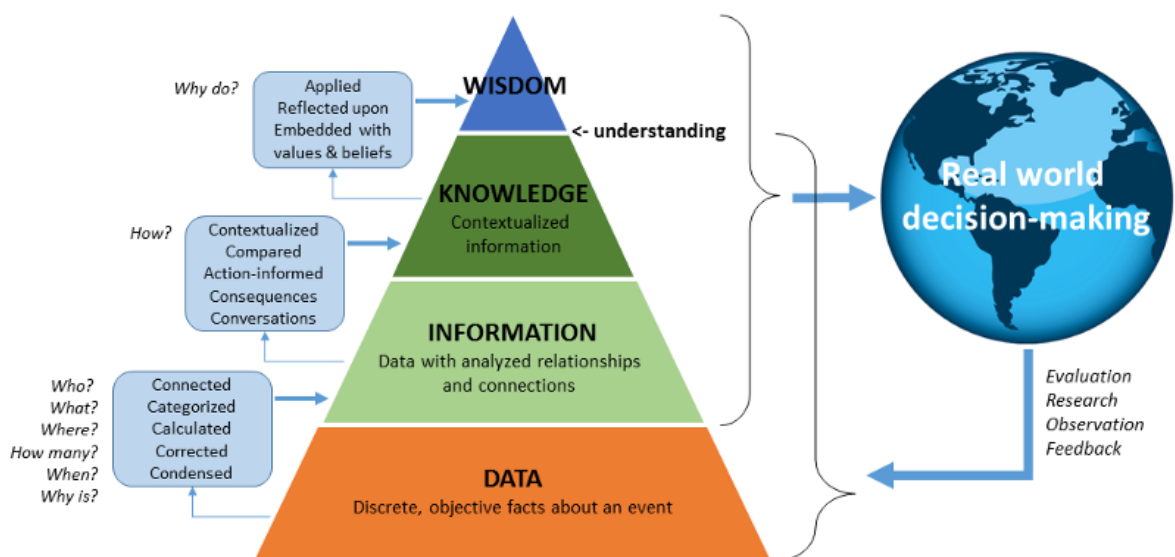 WISDOM
Why do?
Applied
Reflected upon
Embedded with
values & beliefs
<- understanding
KNOWLEDGE
Contextualized
information
How?
Contextualized
Compared
Action-informed
Consequences
Conversations
INFORMATION
Data with analyzed relationships
and connections
Who?
What?
Where?
How many?
When?
Why is?
Connected
Categorized
Calculated
Corrected
Condensed
DATA
Discrete, objective facts about an event
Real world
decision-making
Evaluation
Research
Observation
Feedback